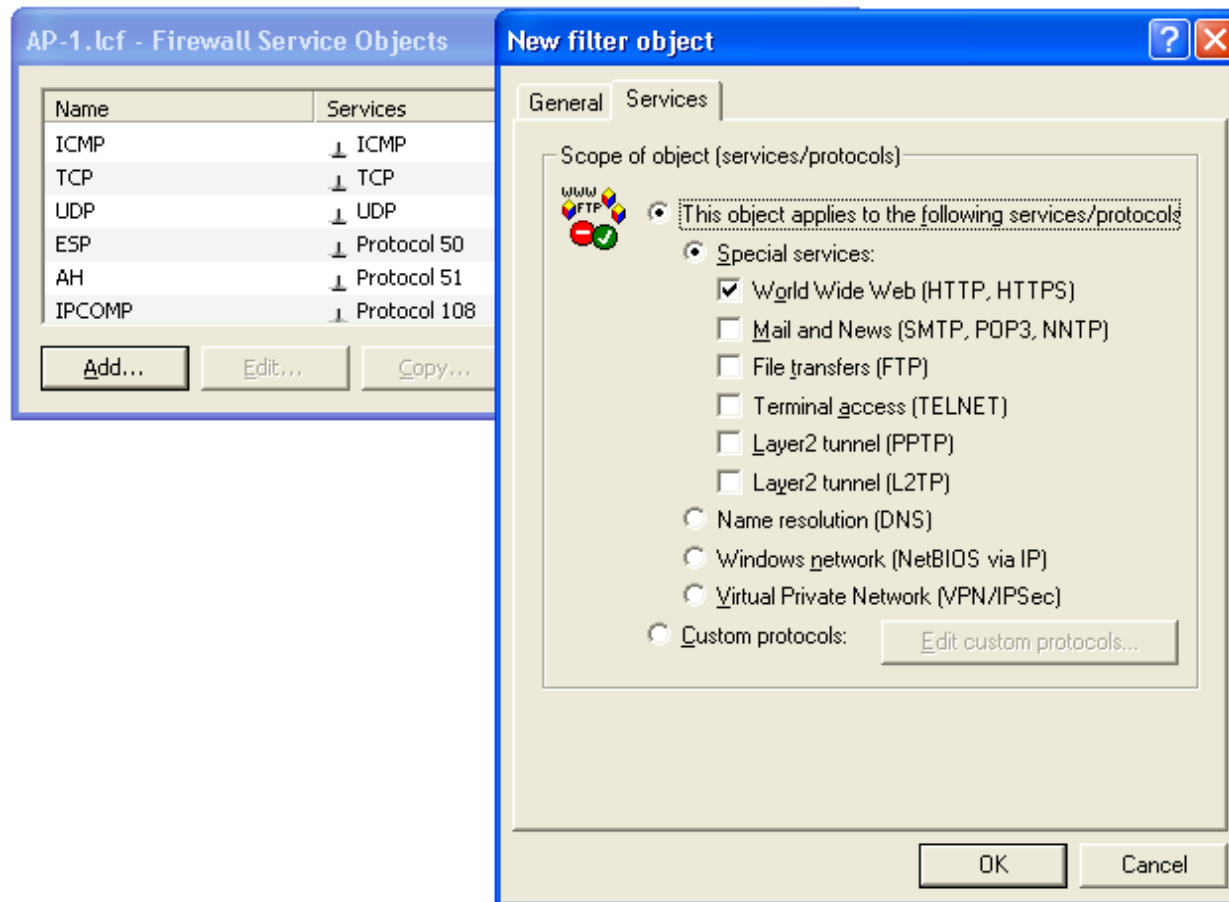 AP-1.lcf - Firewall Service Objects
Name Services
ICMP ICMP
TCP TCP
UDP UDP
ESP Protocol 50
AH Protocol 51
IPCOMP Protocol 108
Add... Edit... Copy...
New filter object
General Services
Scope of object (services/protocols)
WWW
FTP
This object applies to the following services/protocols
Special services:
World Wide Web (HTTP, HTTPS)
Mail and News (SMTP, POP3, NNTP)
File transfers (FTP)
Terminal access (TELNET)
Layer2 tunnel (PPTP)
Layer2 tunnel (L2TP)
Name resolution (DNS)
Windows network (NetBIOS via IP)
Virtual Private Network (VPN/IPSec)
Custom protocols: Edit custom protocols...
OK Cancel